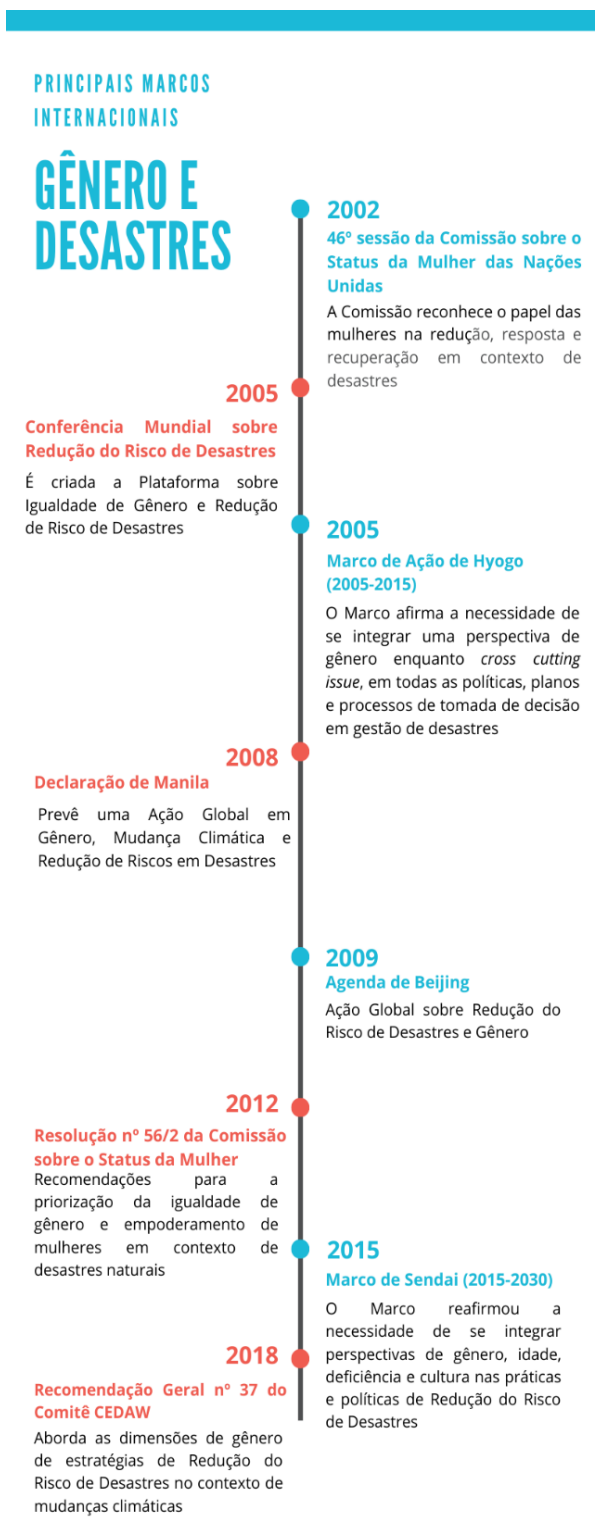 PRINCIPAIS MARCOS
INTERNACIONAIS
GÊNERO E
DESASTRES
2002
46º sessão da Comissão sobre o
Status da Mulher das Nações
Unidas
A Comissão reconhece o papel das
mulheres na redução, resposta e
recuperação em contexto de
desastres
2005
Conferência Mundial sobre
Redução do Risco de Desastres
É criada a Plataforma sobre
Igualdade de Gênero e Redução
de Risco de Desastres
2005
Marco de Ação de Hyogo
(2005-2015)
O Marco afirma a necessidade de
se integrar uma perspectiva de
gênero enquanto cross cutting
issue, em todas as políticas, planos
e processos de tomada de decisão
em gestão de desastres
2008
Declaração de Manila
Prevê uma Ação Global em
Gênero, Mudança Climática e
Redução de Riscos em Desastres
2009
Agenda de Beijing
Ação Global sobre Redução do
Risco de Desastres e Gênero
2012
Resolução nº 56/2 da Comissão
sobre o Status da Mulher
Recomendações para a
priorização da igualdade de
gênero e empoderamento de
mulheres em contexto de
desastres naturais
2015
Marco de Sendai (2015-2030)
O Marco reafirmou a
necessidade de se integrar
perspectivas de gênero, idade,
deficiência e cultura nas práticas
e políticas de Redução do Risco
de Desastres
2018
Recomendação Geral nº 37 do
Comitê CEDAW
Aborda as dimensões de gênero
de estratégias de Redução do
Risco de Desastres no contexto de
mudanças climáticas